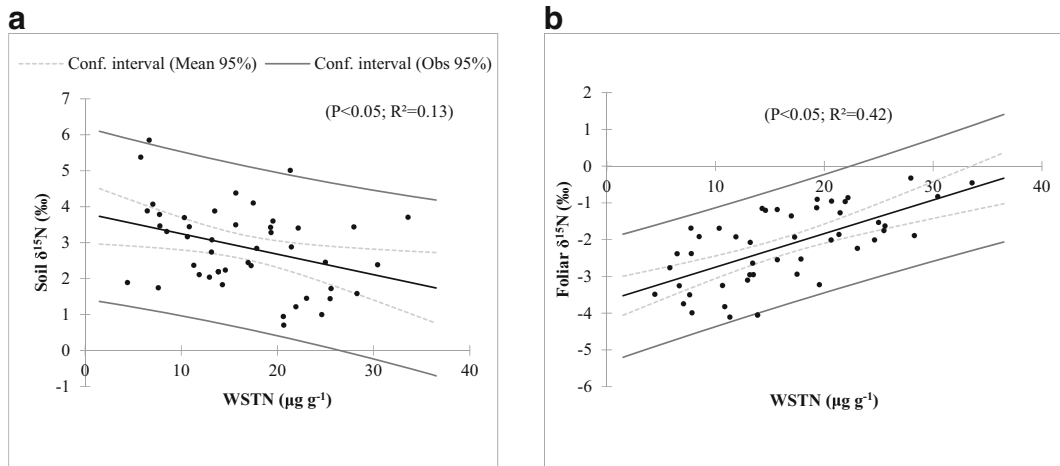 a
Conf. interval (Mean 95%) Conf. interval (Obs 95%)
(P<0.05; R²=0.13)
7
6
5
4
3
2
1
0
-1
0 10 20 30 40
Soil δ¹⁵N (‰)
WSTN (µg g⁻¹)
b
(P<0.05; R²=0.42)
2
1
0
-1
-2
-3
-4
-5
-6
0 10 20 30 40
Foliar δ¹⁵N (‰)
WSTN (µg g⁻¹)